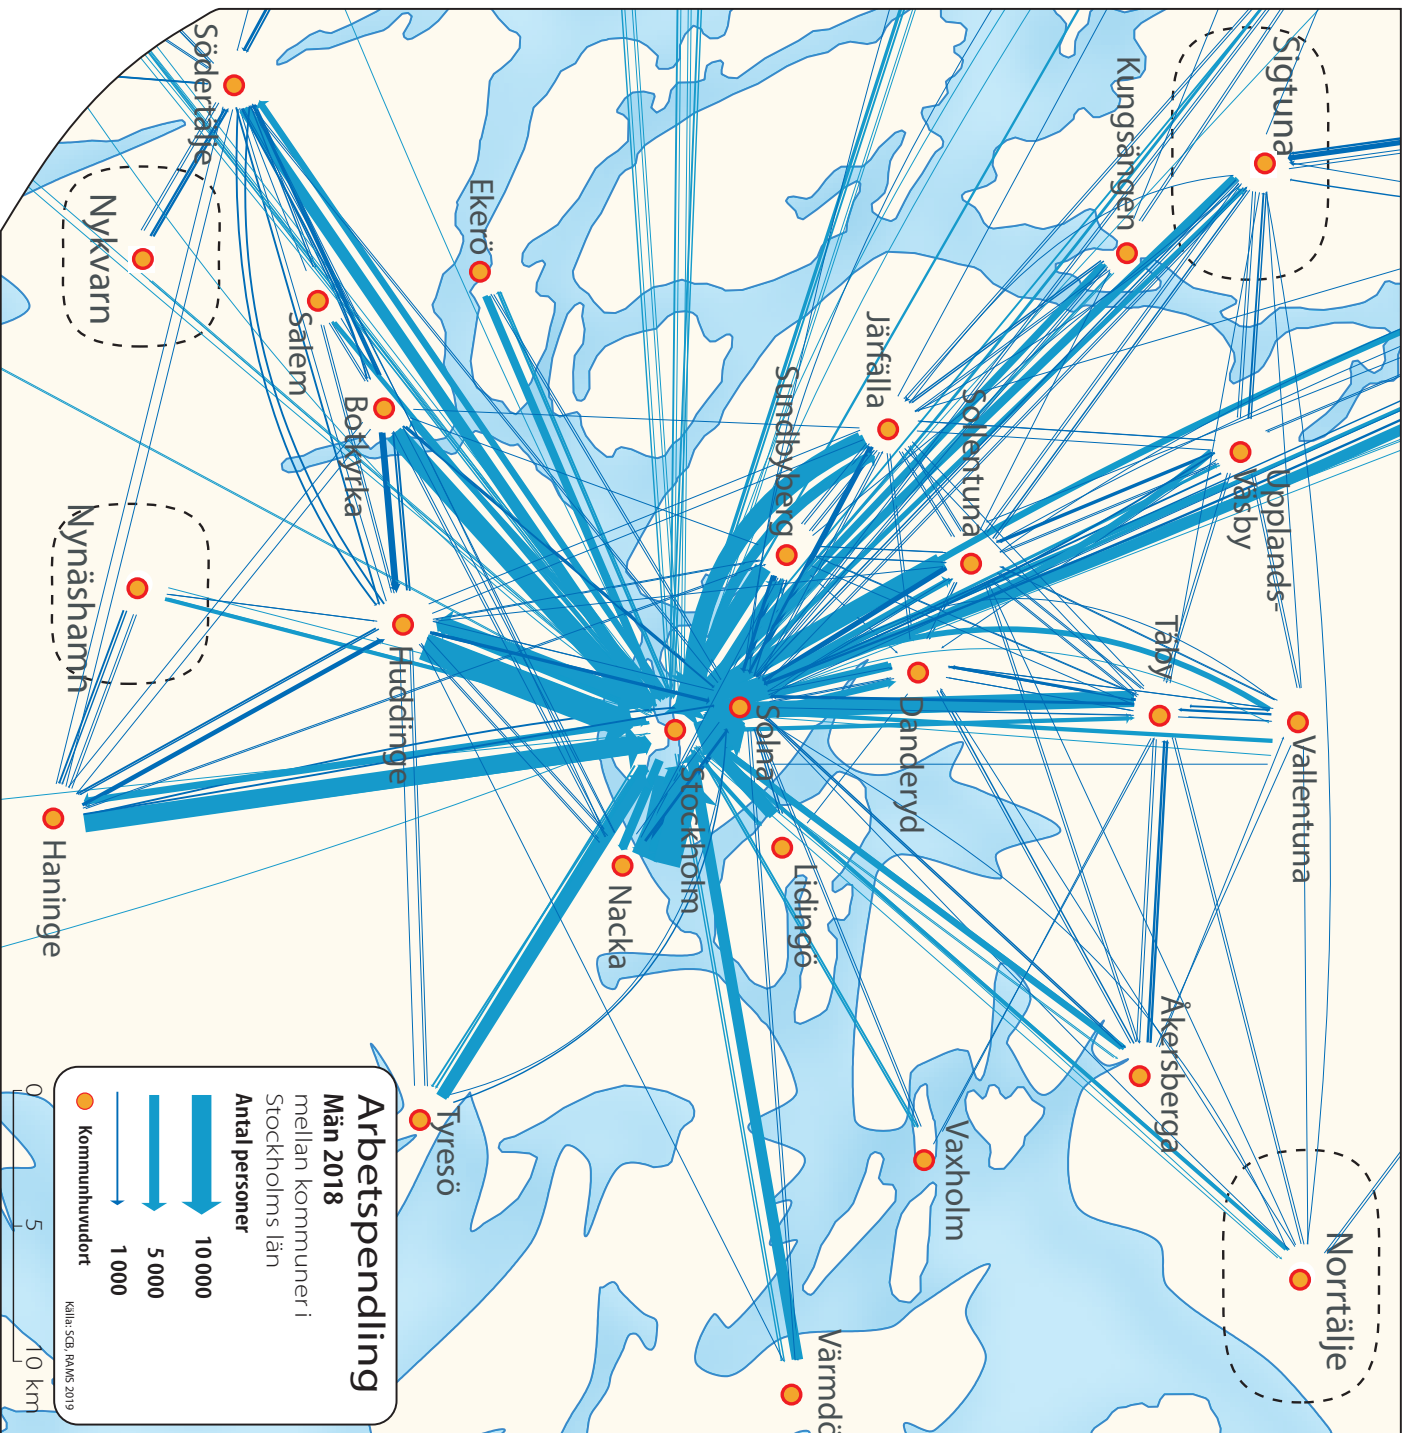 Norrtälje
Sigtuna
Upplands-
Väsby
Vallentuna
Kungsängen
Täby
Åkersberga
Järfälla
Sollentuna
Danderyd
Vaxholm
Sundbyberg
Solna
Lidingö
Värmdö
Ekerö
Stockholm
Nacka
Södertälje
Salem
Botkyrka
Huddinge
Tyresö
Nykvarn
Nynäshamn
Haninge
Arbetspendling
Män 2018
mellan kommuner i
Stockholms län
Antal personer
10 000
5 000
1 000
Kommunhuvudort
Källa: SCB, RAMS 2019
0 5 10 km